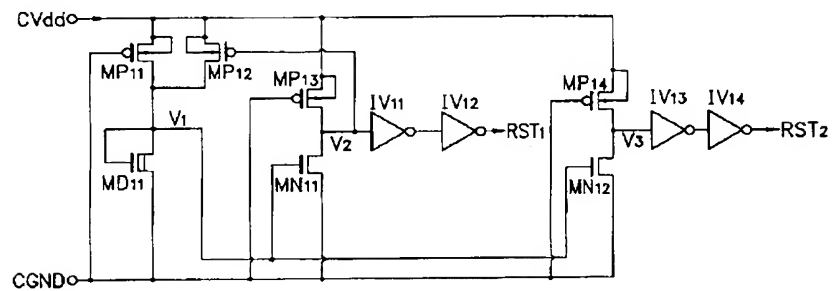 CVdd
MP11
MP12
MP13
MP14
IV11
IV12
IV13
IV14
RST1
RST2
V1
V2
V3
MD11
MN11
MN12
CGND